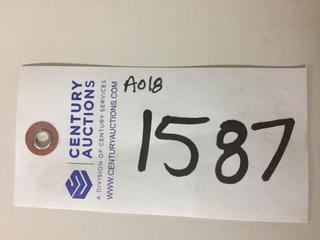 CENTURY
AUCTIONS
A DIVISION OF CENTURY SERVICES
WWW.CENTURYAUCTIONS.COM
A018
1587